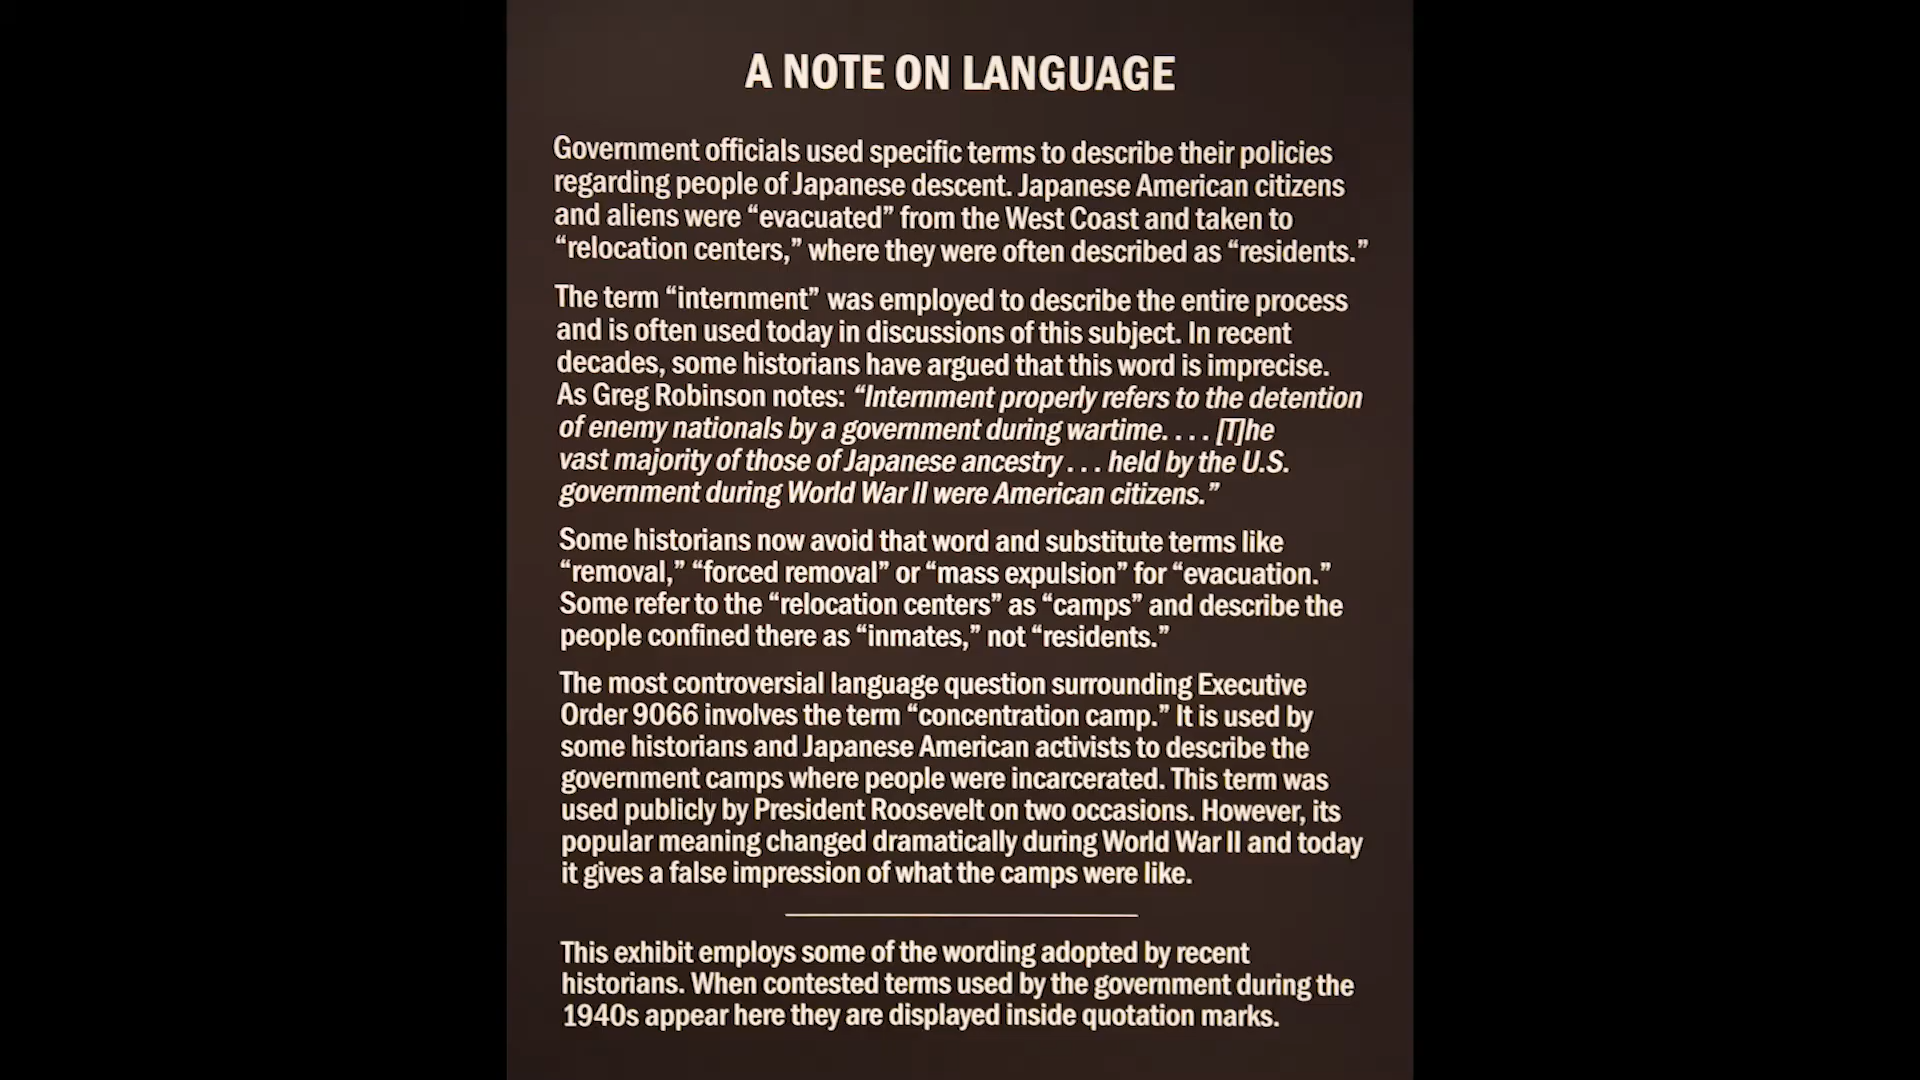 A NOTE ON LANGUAGE
Government officials used specific terms to describe their policies
regarding people of Japanese descent. Japanese American citizens
and aliens were “evacuated” from the West Coast and taken to
“relocation centers,” where they were often described as “residents.”
The term “internment” was employed to describe the entire process
and is often used today in discussions of this subject. In recent
decades, some historians have argued that this word is imprecise.
As Greg Robinson notes: “Internment properly refers to the detention
of enemy nationals by a government during wartime. . . . [T]he
vast majority of those of Japanese ancestry . . . held by the U.S.
government during World War II were American citizens.”
Some historians now avoid that word and substitute terms like
“removal,” “forced removal” or “mass expulsion” for “evacuation.”
Some refer to the “relocation centers” as “camps” and describe the
people confined there as “inmates,” not “residents.”
The most controversial language question surrounding Executive
Order 9066 involves the term “concentration camp.” It is used by
some historians and Japanese American activists to describe the
government camps where people were incarcerated. This term was
used publicly by President Roosevelt on two occasions. However, its
popular meaning changed dramatically during World War II and today
it gives a false impression of what the camps were like.
This exhibit employs some of the wording adopted by recent
historians. When contested terms used by the government during the
1940s appear here they are displayed inside quotation marks.